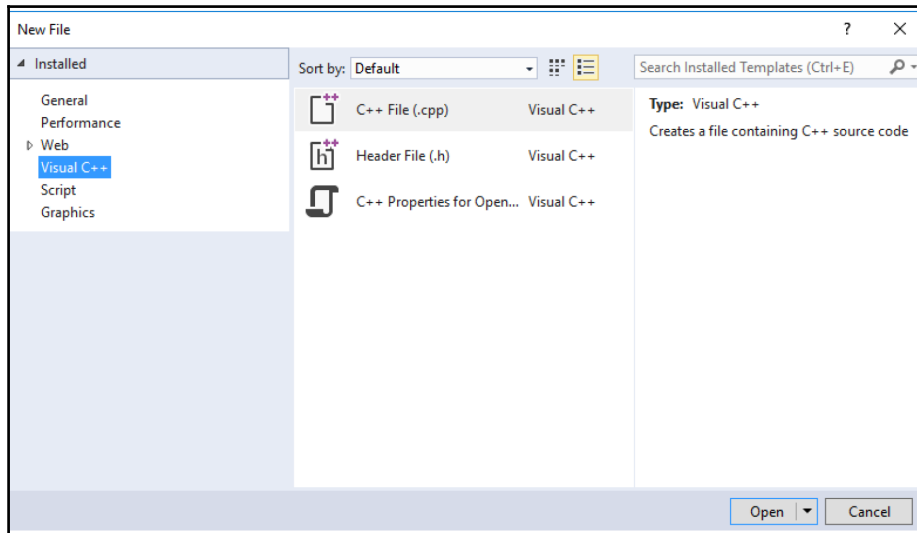 New File
?
Installed
Sort by: Default
Search Installed Templates (Ctrl+E)
General
Performance
Web
Visual C++
Script
Graphics
C++ File (.cpp) Visual C++
Header File (.h) Visual C++
C++ Properties for Open... Visual C++
Type: Visual C++
Creates a file containing C++ source code
Open
Cancel